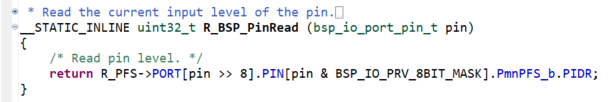 * Read the current input level of the pin.
__STATIC_INLINE uint32_t R_BSP_PinRead (bsp_io_port_pin_t pin)
{
    /* Read pin level. */
    return R_PFS->PORT[pin >> 8].PIN[pin & BSP_IO_PRV_8BIT_MASK].PmnPFS_b.PIDR;
}